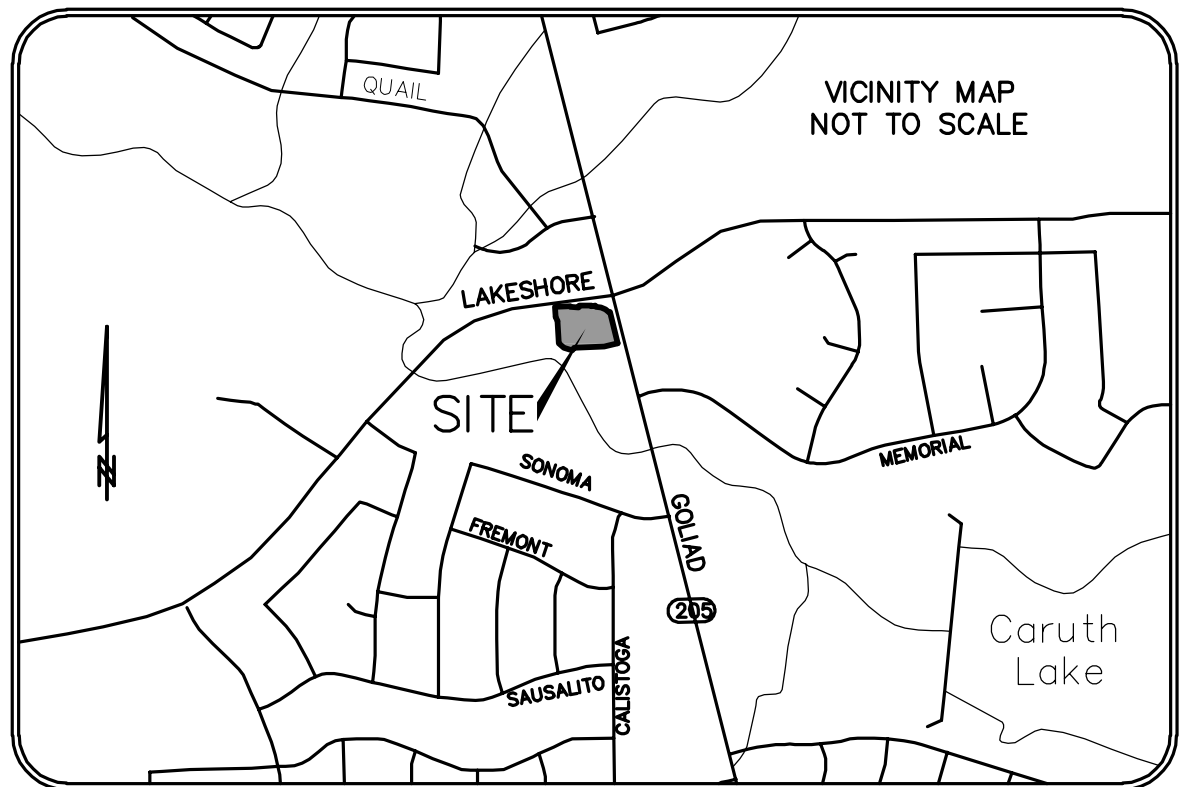 QUAIL
VICINITY MAP
NOT TO SCALE
LAKESHORE
SITE
MEMORIAL
N
SONOMA
GOLIAD
FREMONT
205
Caruth
Lake
CALISTOGA
SAUSALITO